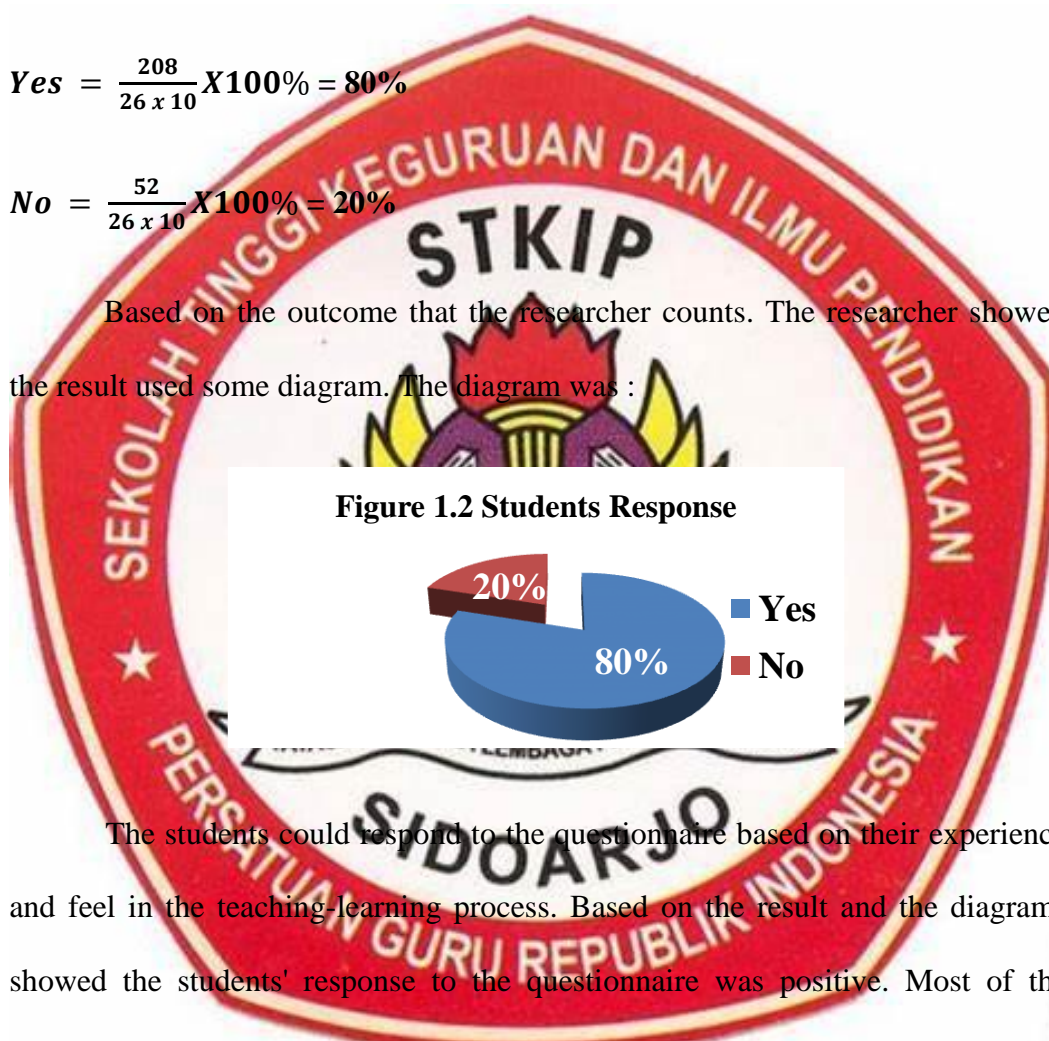 Yes = 208 / 26 x 10 X100% = 80%
No = 52 / 26 x 10 X100% = 20%
SEKOLAH TINGGI KEGURUAN DAN ILMU PENDIDIKAN
STKIP
Based on the outcome that the researcher counts. The researcher showe
the result used some diagram. The diagram was :
Figure 1.2 Students Response
20%
80%
Yes
No
SIDOARJO
PERSATUAN GURU REPUBLIK INDONESIA
The students could respond to the questionnaire based on their experienc
and feel in the teaching-learning process. Based on the result and the diagram
showed the students' response to the questionnaire was positive. Most of th